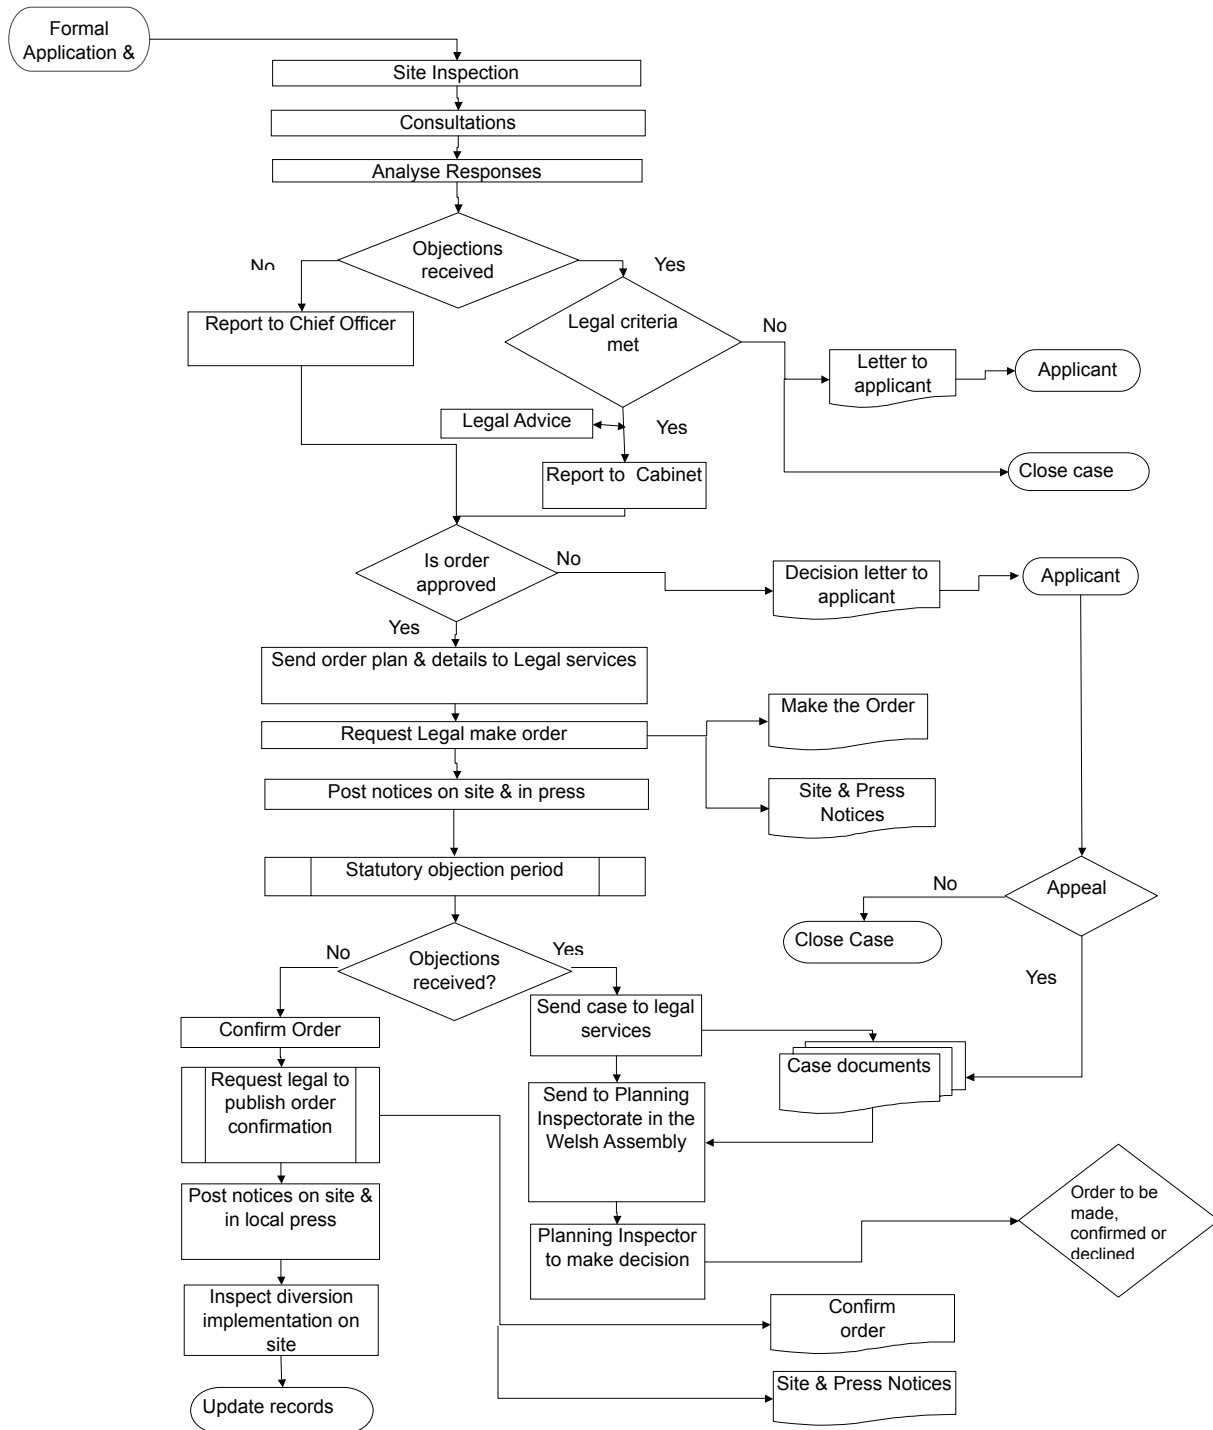 Formal
Application &
Site Inspection
Consultations
Analyse Responses
Objections
received
No
Yes
Report to Chief Officer
Legal criteria
met
No
Letter to
applicant
Applicant
Legal Advice
Yes
Report to Cabinet
Close case
Is order
approved
No
Decision letter to
applicant
Applicant
Yes
Send order plan & details to Legal services
Request Legal make order
Make the Order
Post notices on site & in press
Site & Press
Notices
Statutory objection period
Appeal
No
Close Case
Yes
Objections
received?
No
Yes
Send case to legal
services
Confirm Order
Case documents
Request legal to
publish order
confirmation
Send to Planning
Inspectorate in the
Welsh Assembly
Post notices on site &
in local press
Planning Inspector
to make decision
Order to be
made,
confirmed or
declined
Inspect diversion
implementation on
site
Confirm
order
Site & Press Notices
Update records